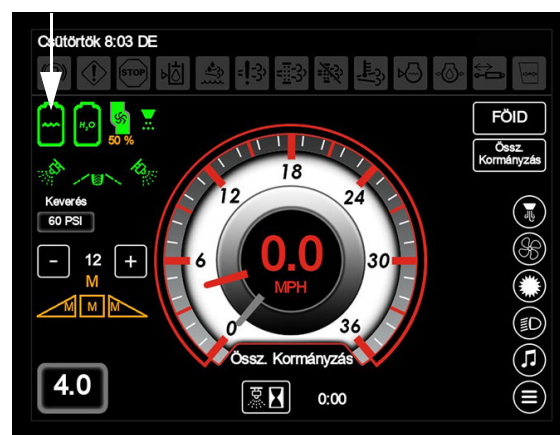 Csütörtök 8:03 DE
STOP
H₂O
50 %
FÖlD
Össz.
Kormányzás
Keverés
60 PSI
- 12 +
M
M M M
4.0
0
6
12
18
24
30
36
0.0
MPH
Össz. Kormányzás
0:00